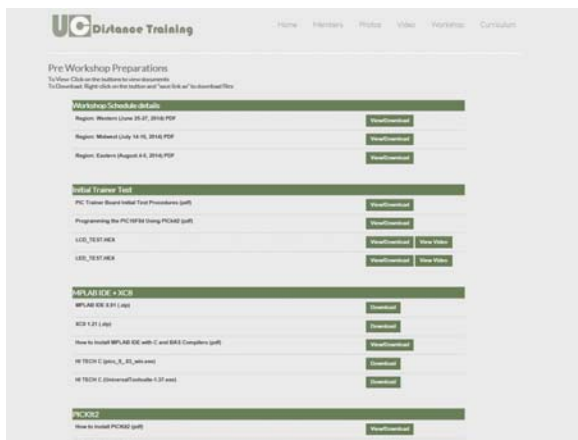 UC Distance Training
Home Members Photos Video Workshop Curriculum
Pre Workshop Preparations
To View: Click on the buttons to view documents
To Download: Right click on the button and "save link as" to download files
Workshop Schedule details
Region: Western (June 25-27, 2014) PDF View/Download
Region: Midwest (July 14-16, 2014) PDF View/Download
Region: Eastern (August 4-6, 2014) PDF View/Download
Initial Trainer Test
PIC Trainer Board Initial Test Procedures (pdf) View/Download
Programming the PIC16F84 Using PICkit2 (pdf) View/Download
LCD_TEST.HEX View/Download View Video
LED_TEST.HEX View/Download View Video
MPLAB IDE + XC8
MPLAB IDE 8.91 (.zip) Download
XC8 1.21 (.zip) Download
How to Install MPLAB IDE with C and BAS Compilers (pdf) View/Download
HI TECH C Download
HI TECH C Download
PICKit2
How to install PICKit2 (pdf) View/Download